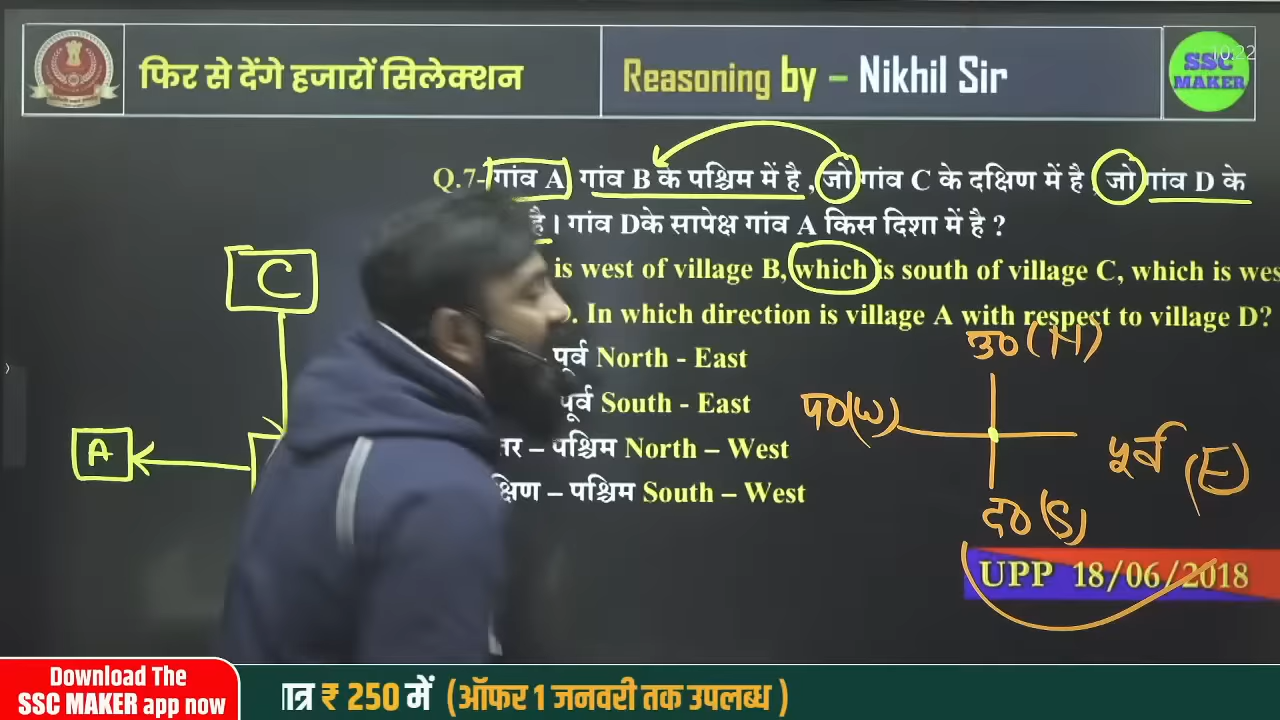 फिर से देंगे हजारों सिलेक्शन
Reasoning by – Nikhil Sir
SSC MAKER
10:22
Q.7- गांव A गांव B के पश्चिम में है , जो गांव C के दक्षिण में है , जो गांव D के
है । गांव Dके सापेक्ष गांव A किस दिशा में है ?
is west of village B, which is south of village C, which is wes
. In which direction is village A with respect to village D?
पूर्व North - East
पूर्व South - East
– पश्चिम North – West
– पश्चिम South – West
C
A
उ०(N)
प०(W)
पूर्व (E)
द०(S)
UPP 18/06/2018
Download The
SSC MAKER app now
₹ 250 में (ऑफर 1 जनवरी तक उपलब्ध )